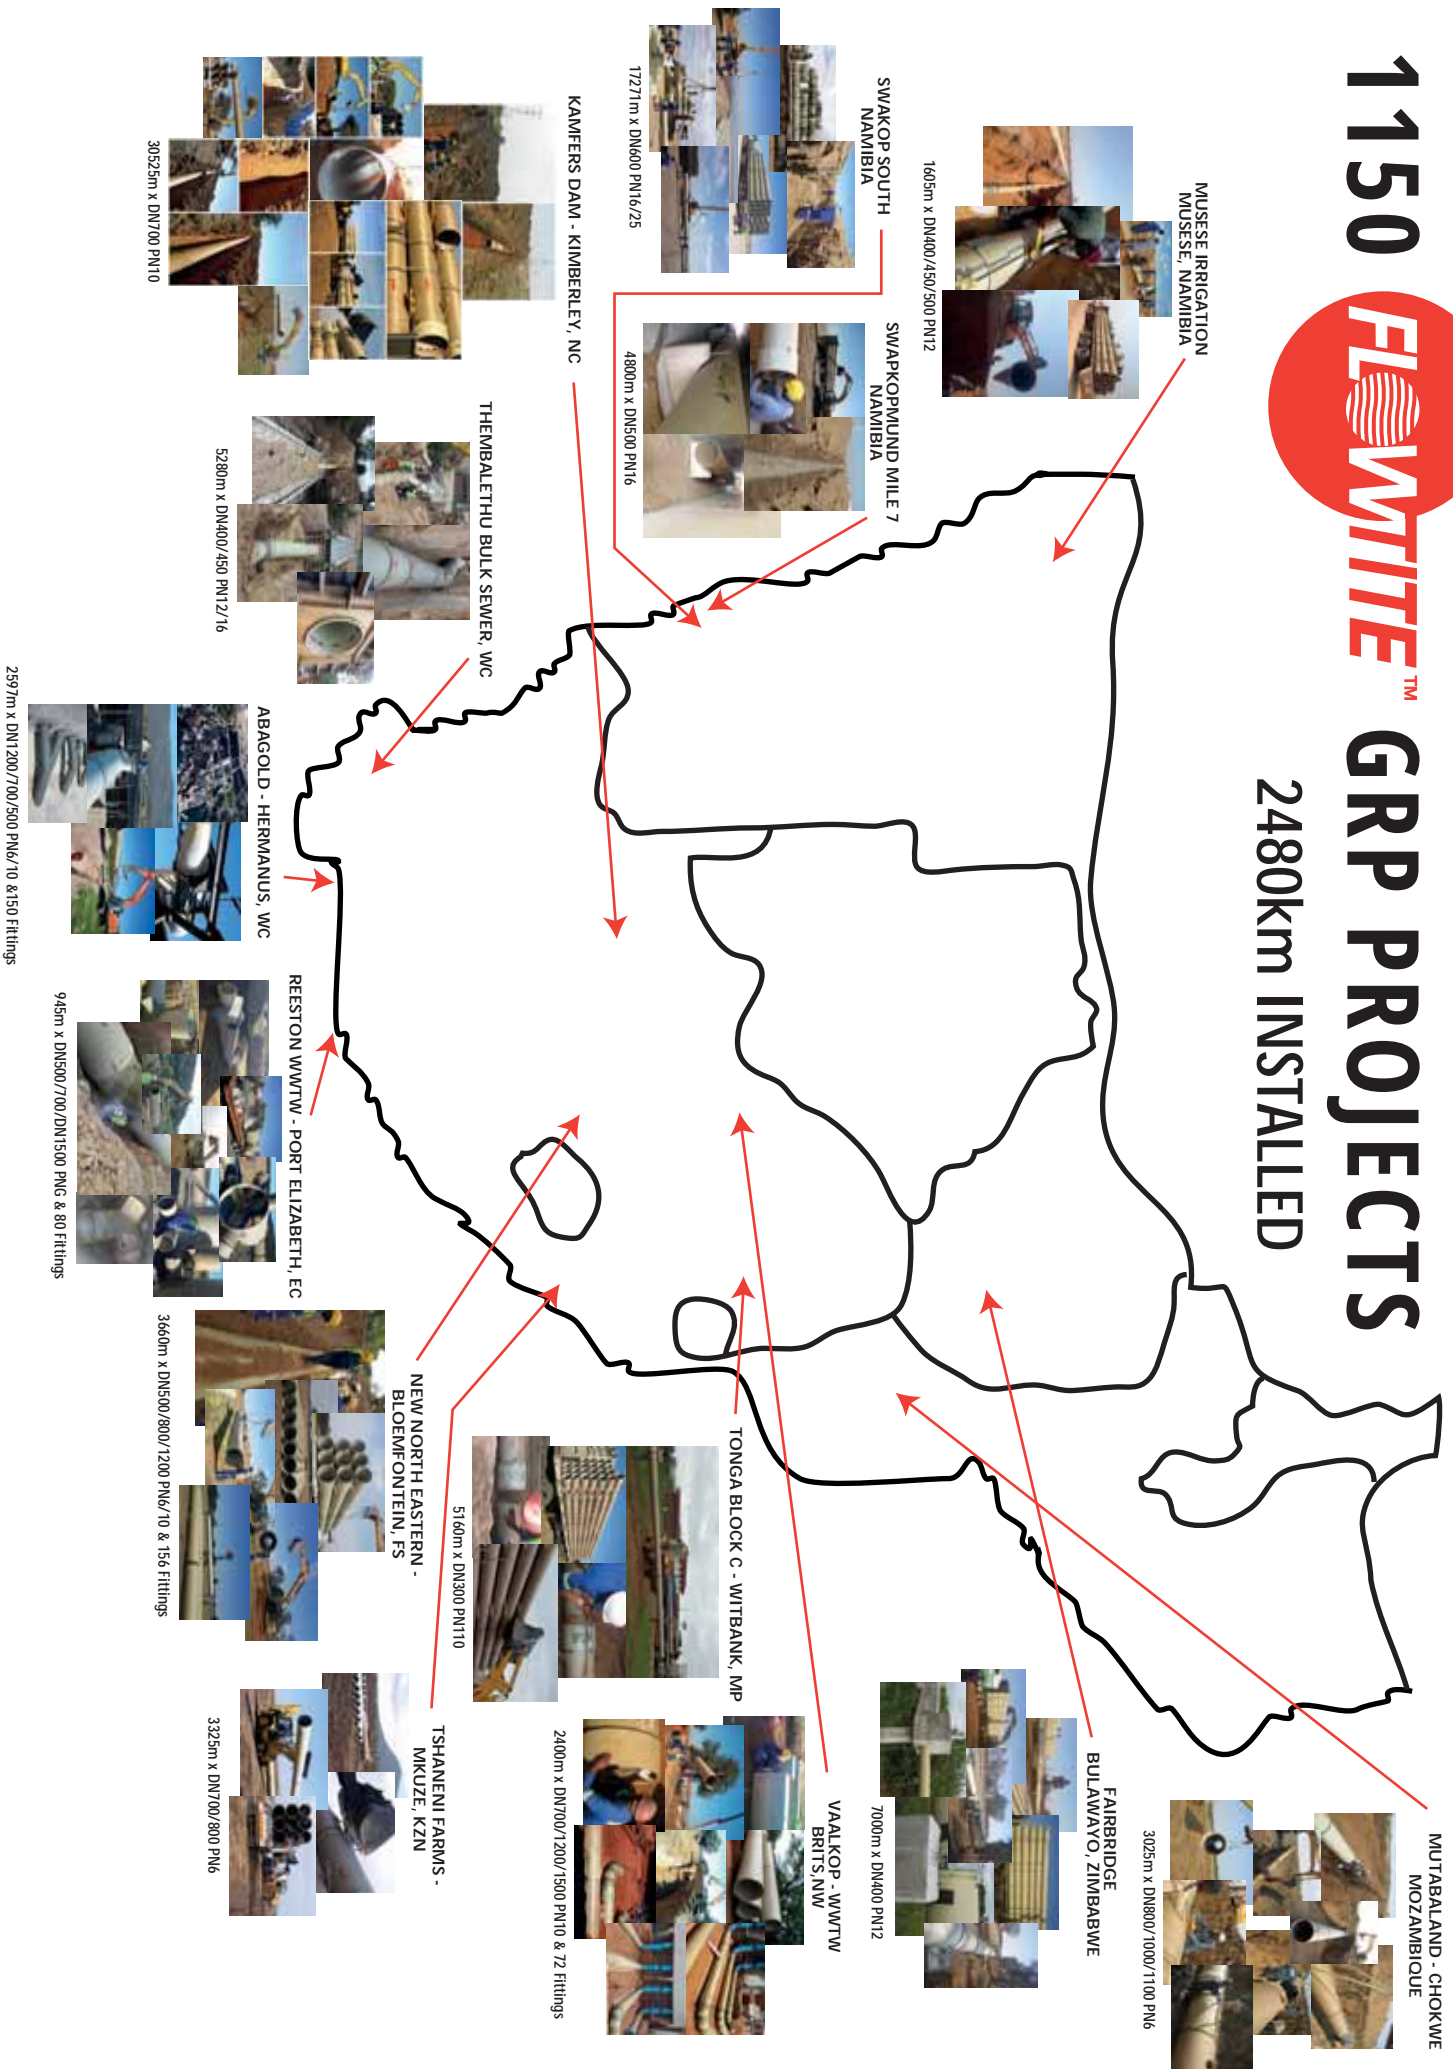 1150 FLOWTITE™ GRP PROJECTS
2480km INSTALLED
MUSESE IRRIGATION
MUSESE, NAMIBIA
1605m x DN400/450/500 PN12
SWAKOP SOUTH
NAMIBIA
17271m x DN600 PN16/25
SWAPKOPMUND MILE 7
NAMIBIA
4800m x DN500 PN16
KAMFERS DAM - KIMBERLEY, NC
30525m x DN700 PN10
THEMBALETHU BULK SEWER, WC
5280m x DN400/450 PN12/16
ABAGOLD - HERMANUS, WC
2597m x DN1200/700/500 PN6/10 &150 Fittings
REESTON WWTW - PORT ELIZABETH, EC
945m x DN500/700/DN1500 PNG & 80 Fittings
NEW NORTH EASTERN -
BLOEMFONTEIN, FS
3660m x DN500/800/1200 PN6/10 & 156 Fittings
TSHANENI FARMS -
MKUZE, KZN
3325m x DN700/800 PN6
TONGA BLOCK C - WITBANK, MP
5160m x DN300 PN110
VAALKOP - WWTW
BRITS,NW
2400m x DN700/1200/1500 PN10 & 72 Fittings
FAIRBRIDGE
BULAWAYO, ZIMBABWE
7000m x DN400 PN12
MUTABALAND - CHOKWE
MOZAMBIQUE
3025m x DN800/1000/1100 PN6